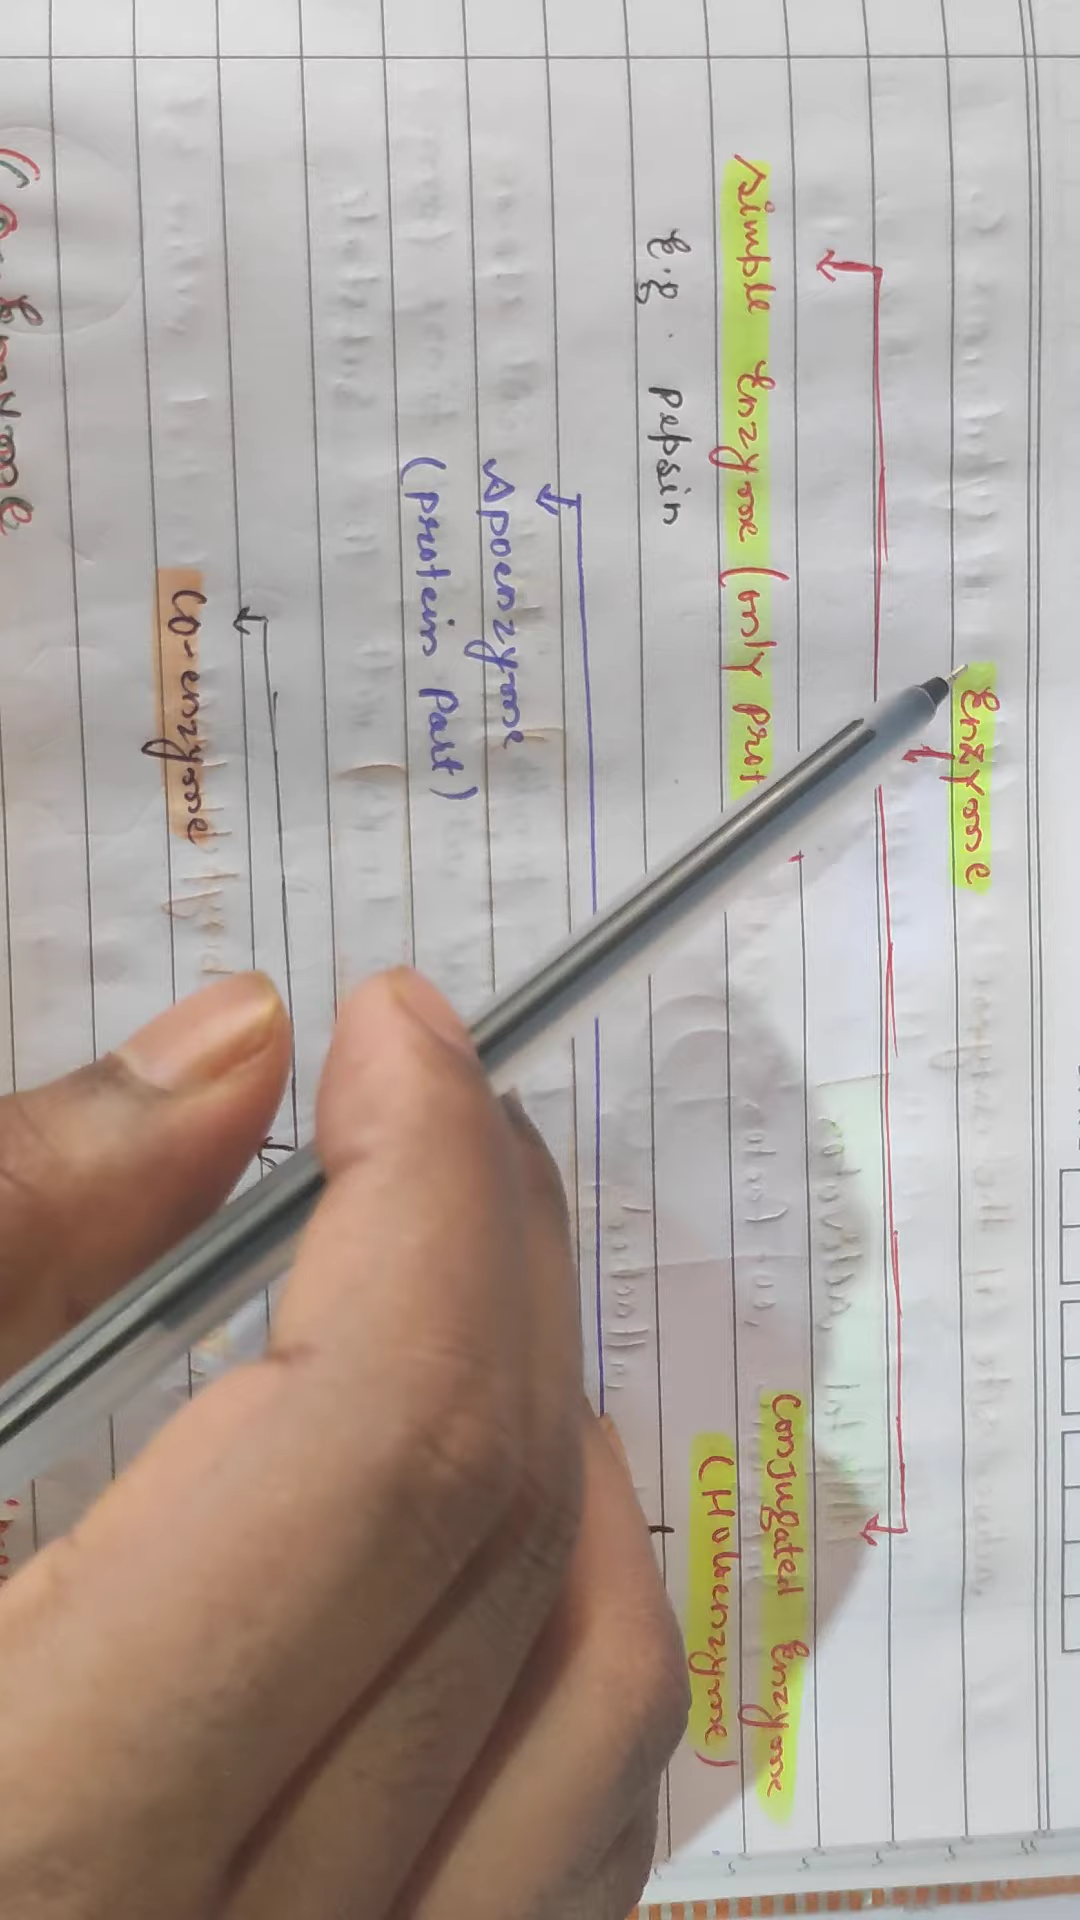 Enzyme
Simple Enzyme (only prot
Conjugated Enzyme
(Holoenzyme)
E.g. Pepsin
Apoenzyme
(protein Part)
Co-enzyme